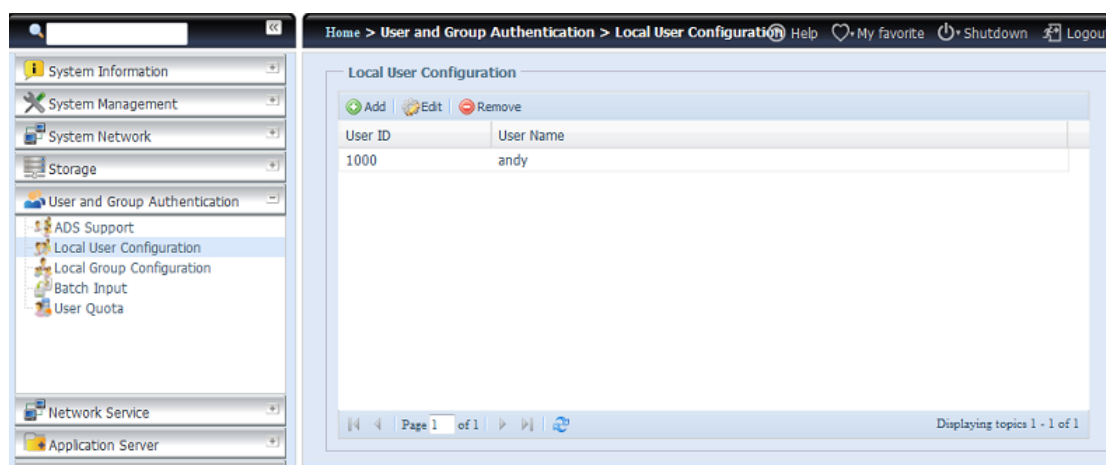 Home > User and Group Authentication > Local User Configuration Help My favorite Shutdown Logout
System Information
System Management
System Network
Storage
User and Group Authentication
ADS Support
Local User Configuration
Local Group Configuration
Batch Input
User Quota
Network Service
Application Server
Local User Configuration
Add Edit Remove
User ID User Name
1000 andy
Page 1 of 1 Displaying topics 1 - 1 of 1